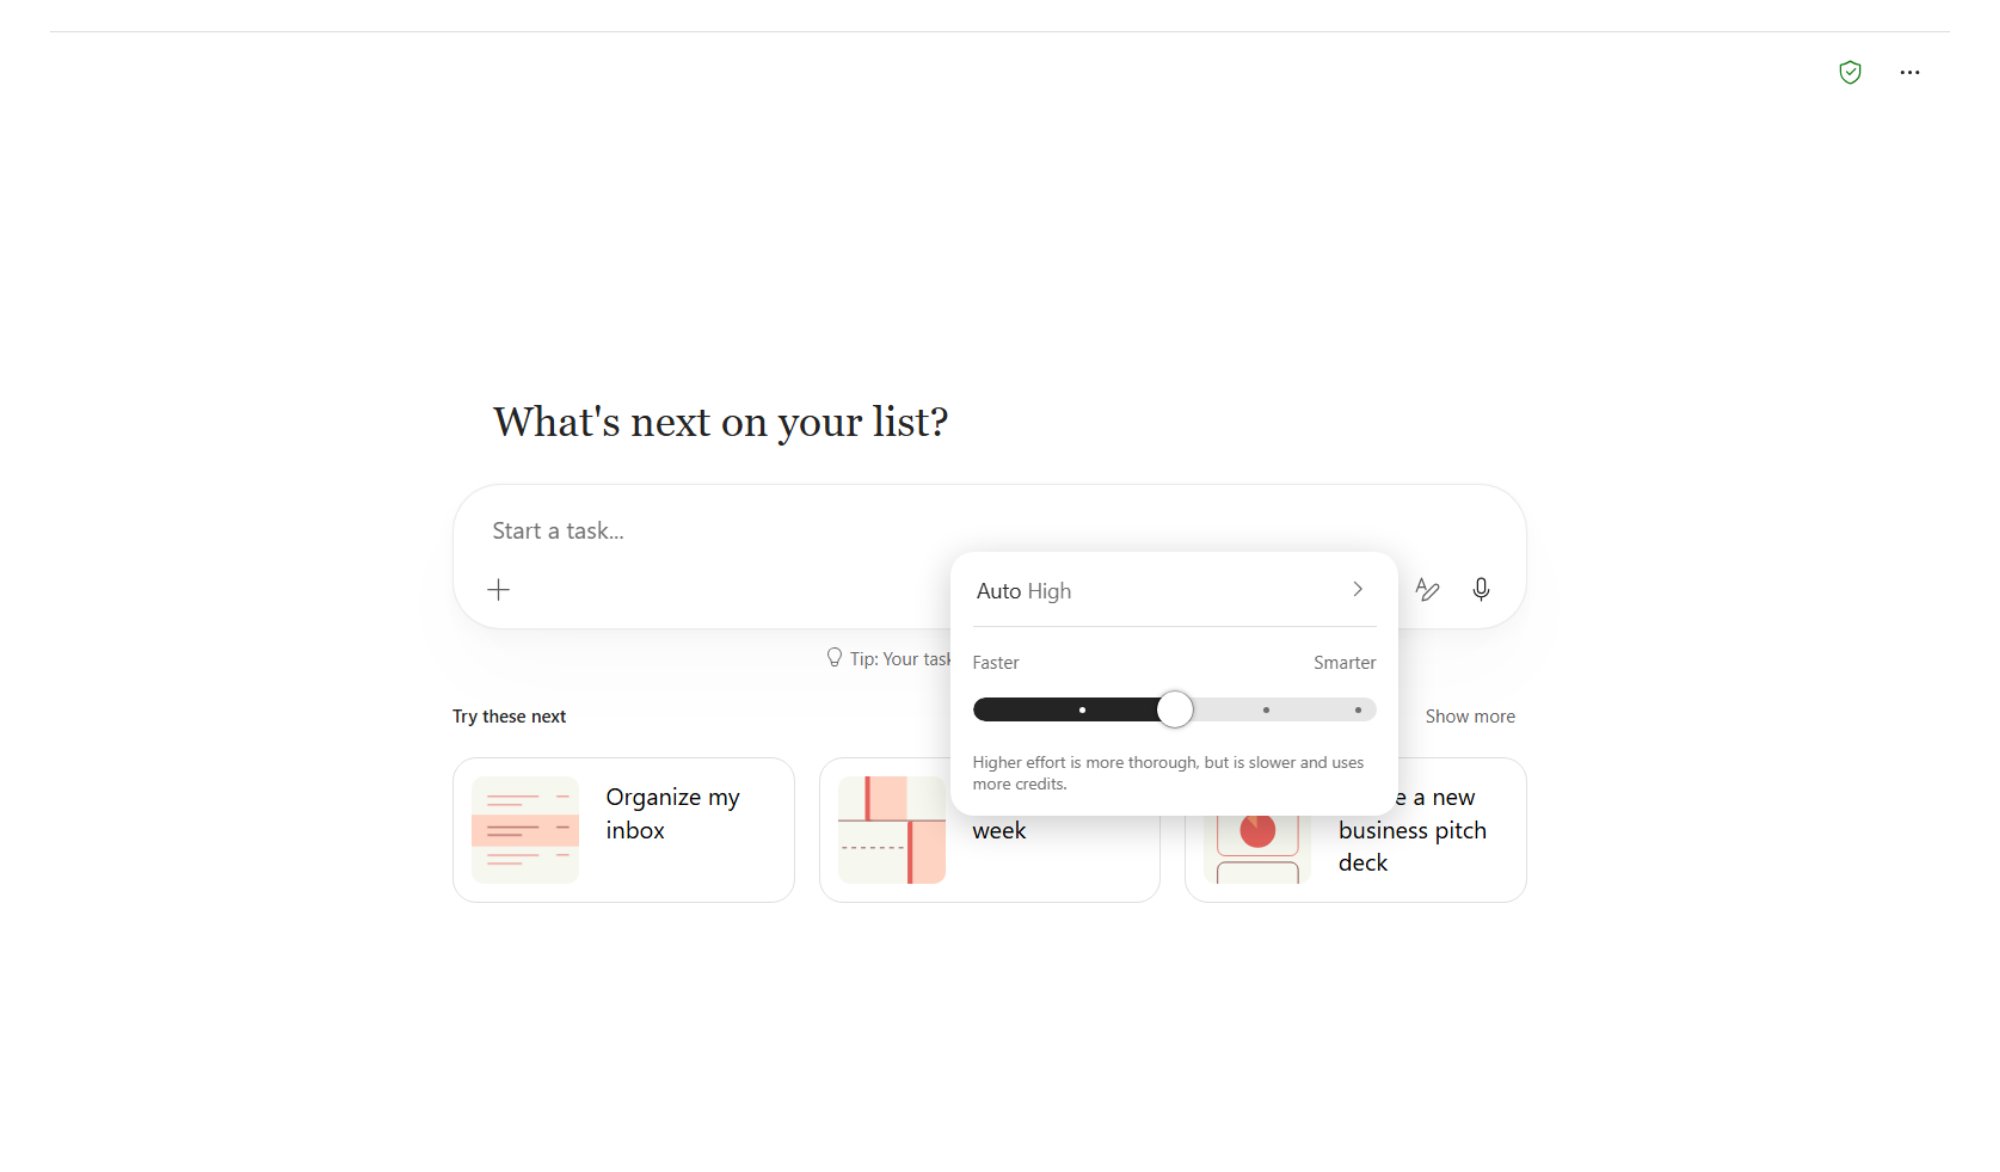 What's next on your list?
Start a task...
Auto High
Faster
Smarter
Higher effort is more thorough, but is slower and uses
more credits.
Tip: Your
Try these next
Show more
Organize my
inbox
week
a new
business pitch
deck